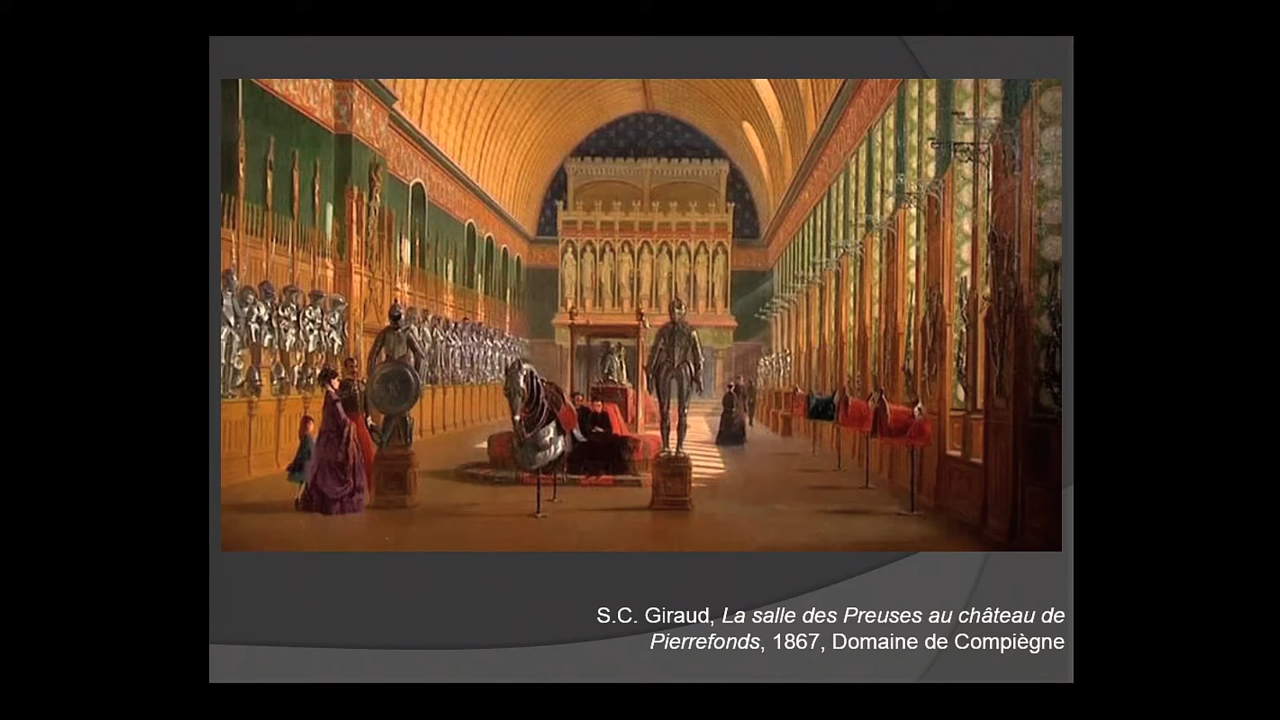 S.C. Giraud, La salle des Preuses au château de
Pierrefonds, 1867, Domaine de Compiègne